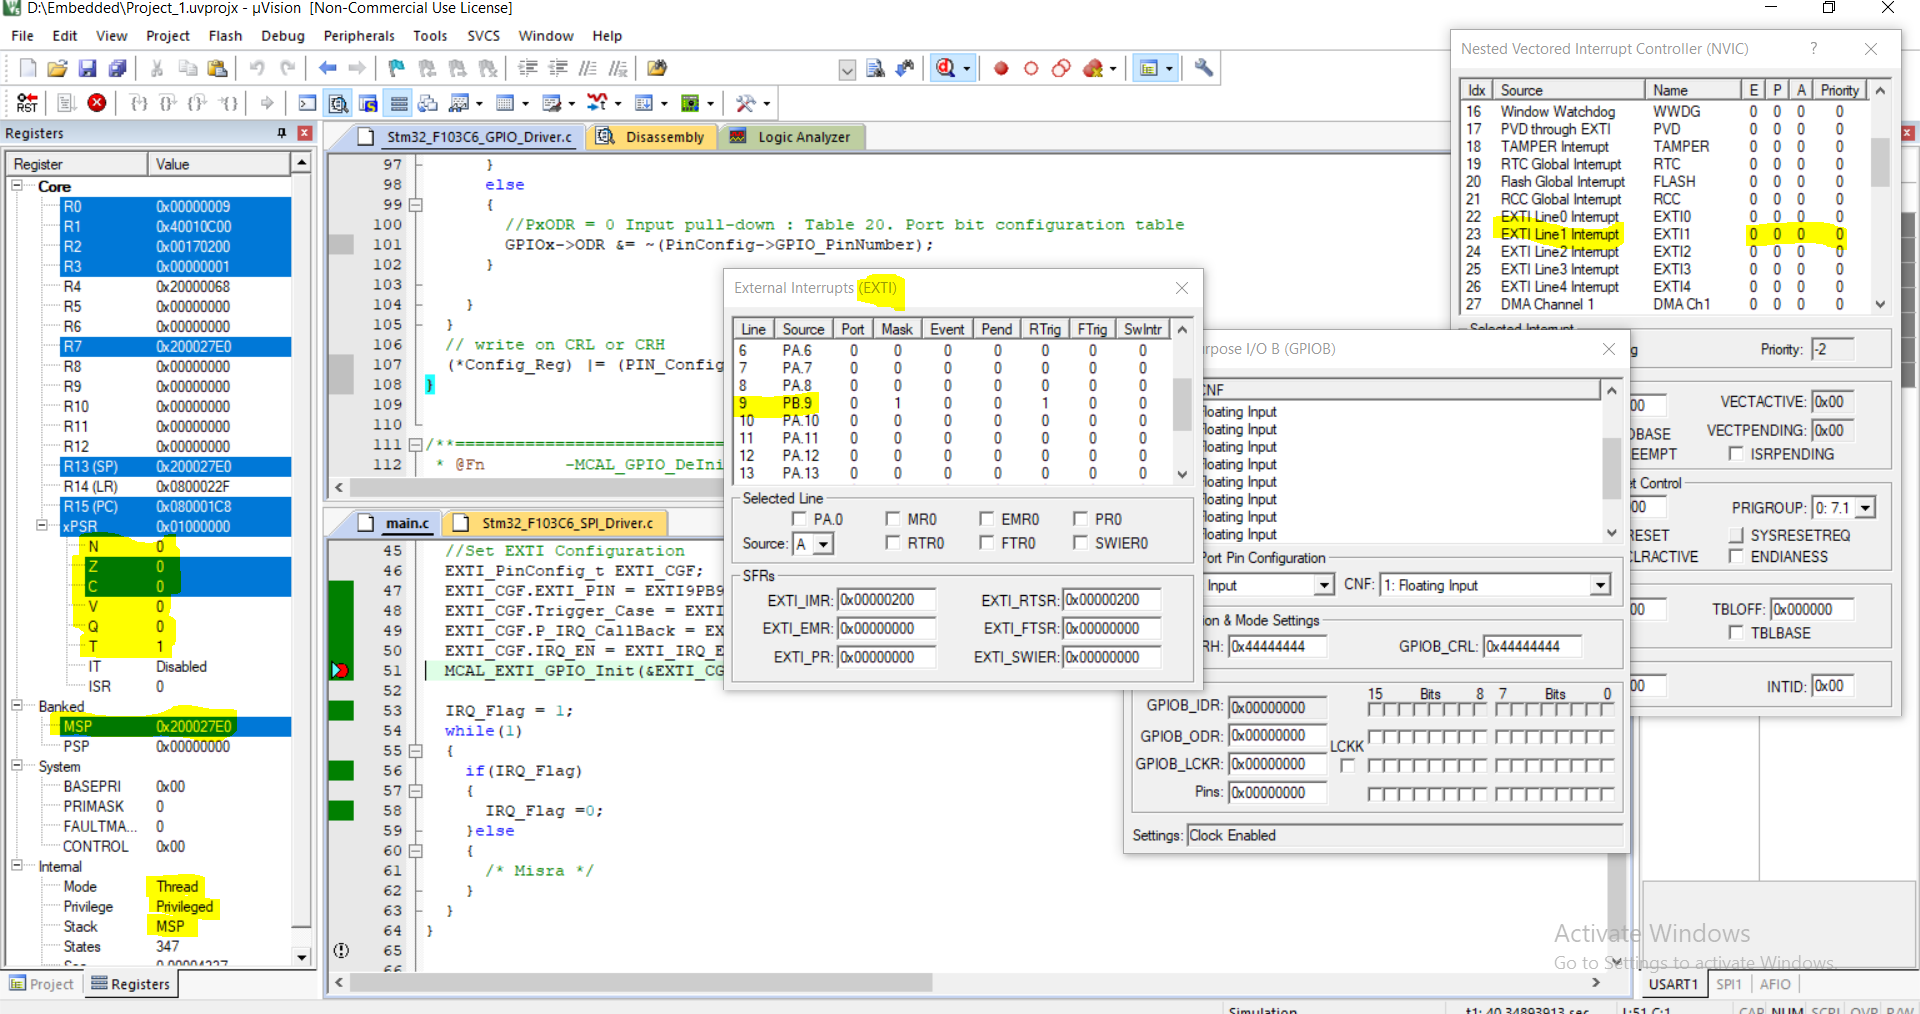 D:\Embedded\Project_1.uvprojx - µVision [Non-Commercial Use License]
File Edit View Project Flash Debug Peripherals Tools SVCS Window Help
Registers
Register Value
Core
R0 0x00000009
R1 0x40010C00
R2 0x00170200
R3 0x00000001
R4 0x20000068
R5 0x00000000
R6 0x00000000
R7 0x200027E0
R8 0x00000000
R9 0x00000000
R10 0x00000000
R11 0x00000000
R12 0x00000000
R13 (SP) 0x200027E0
R14 (LR) 0x0800022F
R15 (PC) 0x080001C8
xPSR 0x01000000
N 0
Z 0
C 0
V 0
Q 0
T 1
IT Disabled
ISR 0
Banked
MSP 0x200027E0
PSP 0x00000000
System
BASEPRI 0x00
PRIMASK 0
FAULTMA... 0
CONTROL 0x00
Internal
Mode Thread
Privilege Privileged
Stack MSP
States 347
Project Registers
Stm32_F103C6_GPIO_Driver.c Disassembly Logic Analyzer
97 }
98 else
99 {
100 //PxODR = 0 Input pull-down : Table 20. Port bit configuration table
101 GPIOx->ODR &= ~(PinConfig->GPIO_PinNumber);
102 }
103
104 }
105 }
106 // write on CRL or CRH
107 (*Config_Reg) |= (PIN_Config
108 }
109
110
111 /**==========================
112 * @Fn -MCAL_GPIO_DeIni
main.c Stm32_F103C6_SPI_Driver.c
45 //Set EXTI Configuration
46 EXTI_PinConfig_t EXTI_CGF;
47 EXTI_CGF.EXTI_PIN = EXTI9PB9
48 EXTI_CGF.Trigger_Case = EXTI
49 EXTI_CGF.P_IRQ_CallBack = EX
50 EXTI_CGF.IRQ_EN = EXTI_IRQ_E
51 MCAL_EXTI_GPIO_Init(&EXTI_CG
52
53 IRQ_Flag = 1;
54 while(1)
55 {
56 if(IRQ_Flag)
57 {
58 IRQ_Flag =0;
59 }else
60 {
61 /* Misra */
62 }
63 }
64 }
65
66
External Interrupts (EXTI)
Line Source Port Mask Event Pend RTrig FTrig SwIntr
6 PA.6 0 0 0 0 0 0 0
7 PA.7 0 0 0 0 0 0 0
8 PA.8 0 0 0 0 0 0 0
9 PB.9 0 1 0 0 1 0 0
10 PA.10 0 0 0 0 0 0 0
11 PA.11 0 0 0 0 0 0 0
12 PA.12 0 0 0 0 0 0 0
13 PA.13 0 0 0 0 0 0 0
Selected Line
PA.0 MR0 EMR0 PR0
Source: A RTR0 FTR0 SWIER0
SFRs
EXTI_IMR: 0x00000200 EXTI_RTSR: 0x00000200
EXTI_EMR: 0x00000000 EXTI_FTSR: 0x00000000
EXTI_PR: 0x00000000 EXTI_SWIER: 0x00000000
Nested Vectored Interrupt Controller (NVIC)
Idx Source Name E P A Priority
16 Window Watchdog WWDG 0 0 0 0
17 PVD through EXTI PVD 0 0 0 0
18 TAMPER Interrupt TAMPER 0 0 0 0
19 RTC Global Interrupt RTC 0 0 0 0
20 Flash Global Interrupt FLASH 0 0 0 0
21 RCC Global Interrupt RCC 0 0 0 0
22 EXTI Line0 Interrupt EXTI0 0 0 0 0
23 EXTI Line1 Interrupt EXTI1 0 0 0 0
24 EXTI Line2 Interrupt EXTI2 0 0 0 0
25 EXTI Line3 Interrupt EXTI3 0 0 0 0
26 EXTI Line4 Interrupt EXTI4 0 0 0 0
27 DMA Channel 1 DMA Ch1 0 0 0 0
Selected Interrupt
g Priority: -2
00 VECTACTIVE: 0x00
OBASE VECTPENDING: 0x00
EEMPT ISRPENDING
et Control
00 PRIGROUP: 0: 7.1
RESET SYSRESETREQ
CLRACTIVE ENDIANESS
00 TBLOFF: 0x000000
TBLBASE
00 INTID: 0x00
rpose I/O B (GPIOB)
CNF
loating Input
loating Input
loating Input
loating Input
loating Input
loating Input
loating Input
loating Input
Port Pin Configuration
Input CNF: 1: Floating Input
ion & Mode Settings
RH: 0x44444444 GPIOB_CRL: 0x44444444
15 Bits 8 7 Bits 0
GPIOB_IDR: 0x00000000
GPIOB_ODR: 0x00000000
LCKK
GPIOB_LCKR: 0x00000000
Pins: 0x00000000
Settings: Clock Enabled
Activate Windows
Go to Settings to activate Windows.
USART1 SPI1 AFIO
Simulation t1: 40.34893913 sec L:51 C:1 CAP NUM SCRL OVR R/W